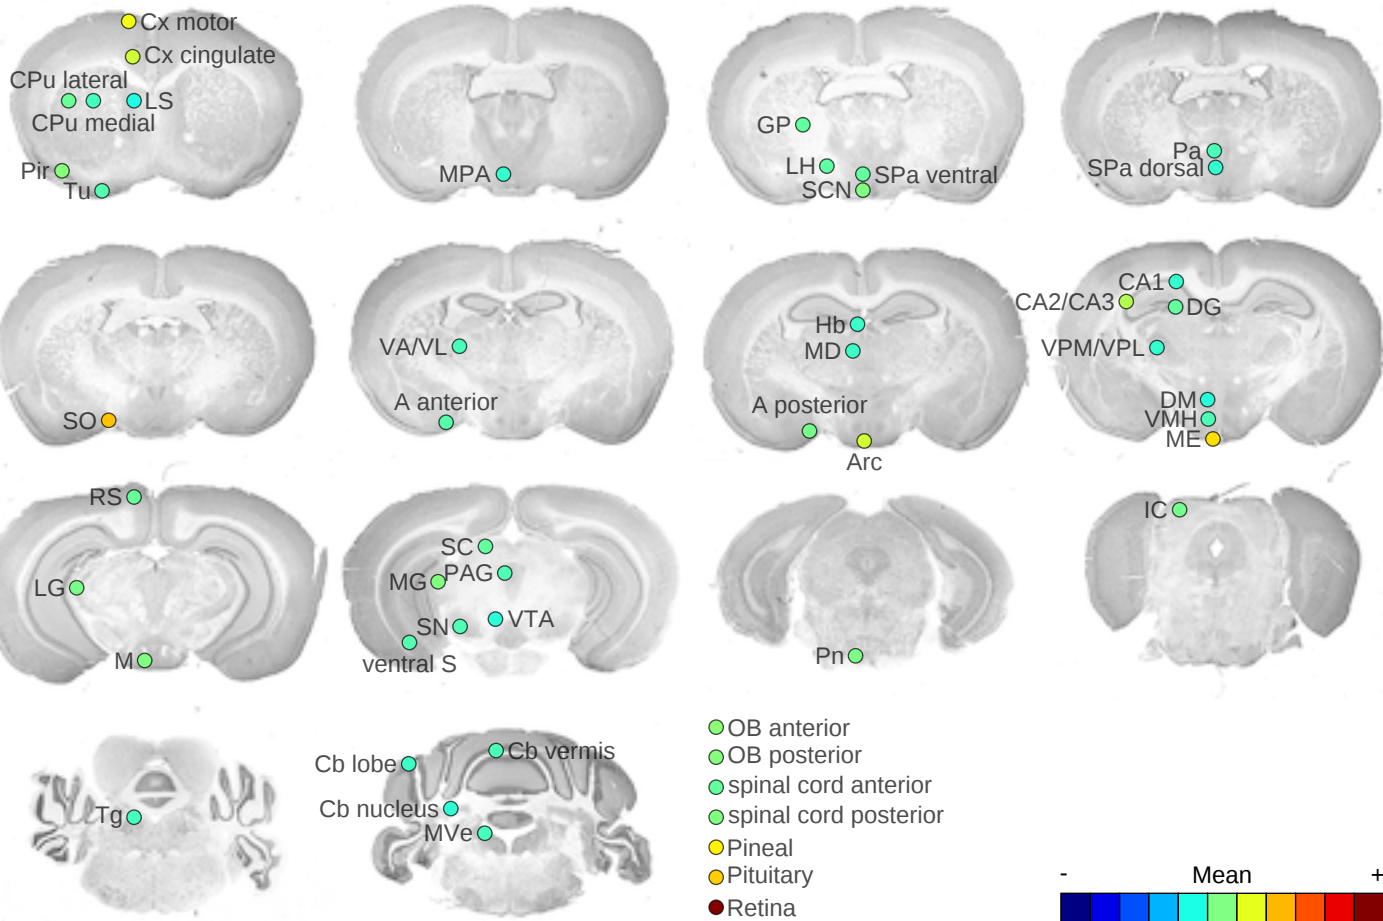 Cx motor
Cx cingulate
CPu lateral
LS
CPu medial
Pir
Tu
MPA
GP
LH
SPa ventral
SCN
Pa
SPa dorsal
SO
VA/VL
A anterior
Hb
MD
A posterior
Arc
CA1
CA2/CA3
DG
VPM/VPL
DM
VMH
ME
RS
LG
M
SC
MG
PAG
SN
VTA
ventral S
Pn
IC
Tg
Cb lobe
Cb vermis
Cb nucleus
MVe
OB anterior
OB posterior
spinal cord anterior
spinal cord posterior
Pineal
Pituitary
Retina
- Mean +